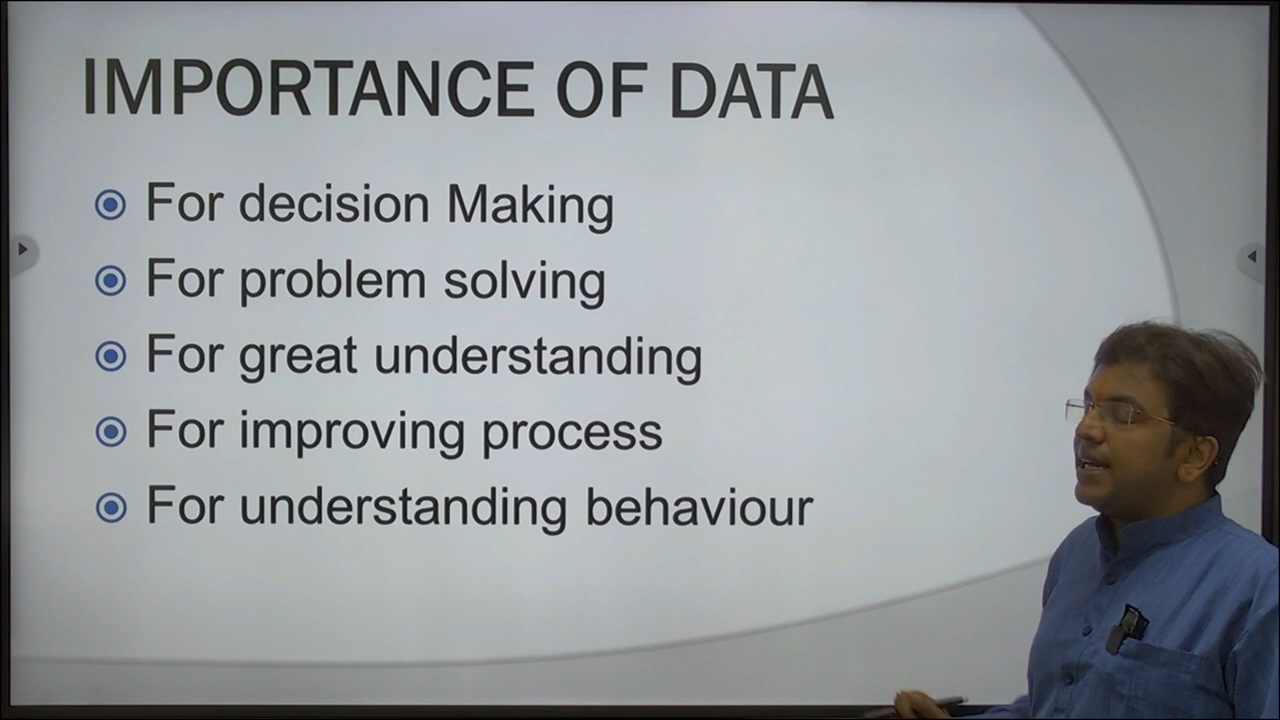 IMPORTANCE OF DATA
For decision Making
For problem solving
For great understanding
For improving process
For understanding behaviour